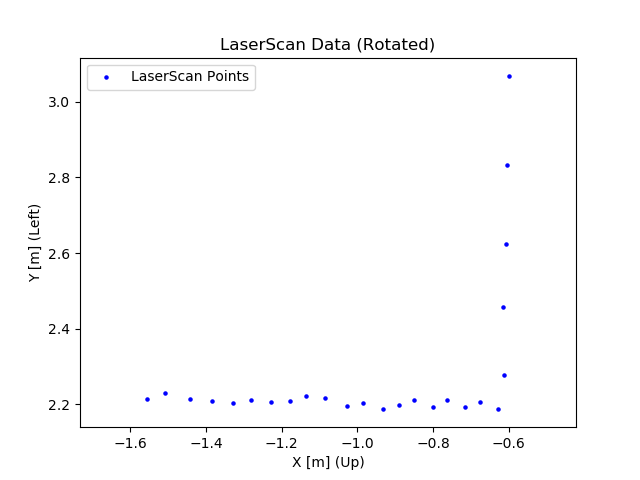 LaserScan Data (Rotated)
LaserScan Points
3.0
2.8
2.6
2.4
2.2
Y [m] (Left)
−1.6 −1.4 −1.2 −1.0 −0.8 −0.6
X [m] (Up)